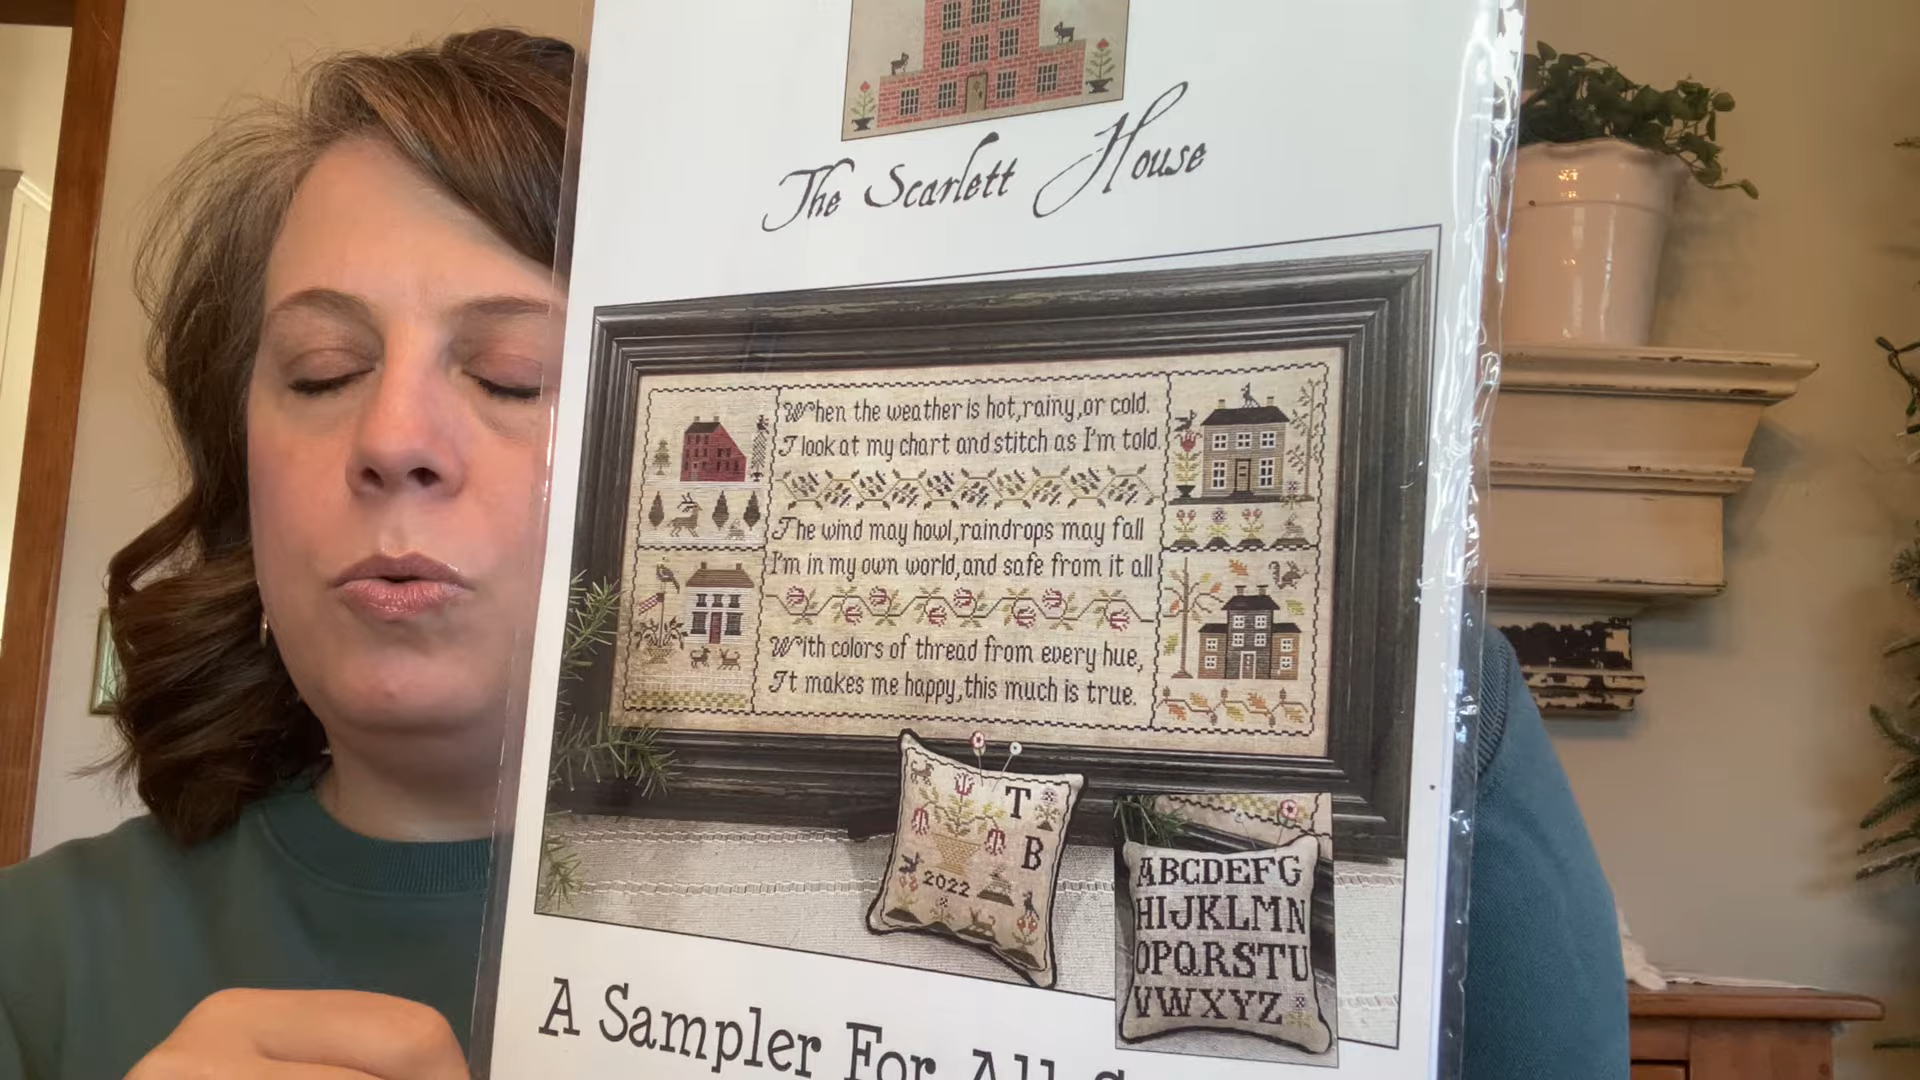 The Scarlett House
When the weather is hot, rainy, or cold.
I look at my chart and stitch as I'm told.
The wind may howl, raindrops may fall
I'm in my own world, and safe from it all
With colors of thread from every hue,
It makes me happy, this much is true.
T
B
2022
ABCDEFG
HIJKLMN
OPQRSTU
VWXYZ
A Sampler For All